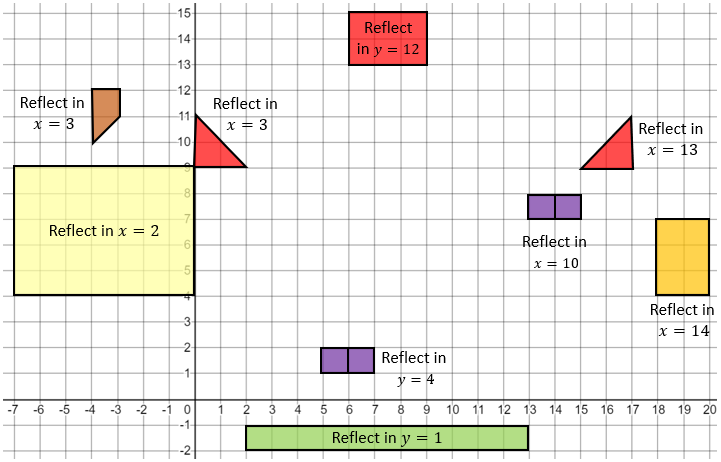 15
14
13
12
11
10
9
8
7
6
5
4
3
2
1
-1
-2
-7 -6 -5 -4 -3 -2 -1 0 1 2 3 4 5 6 7 8 9 10 11 12 13 14 15 16 17 18 19 20
Reflect
in y = 12
Reflect in
x = 3
Reflect in
x = 3
Reflect in
x = 13
Reflect in x = 2
Reflect in
x = 10
Reflect in
x = 14
Reflect in
y = 4
Reflect in y = 1